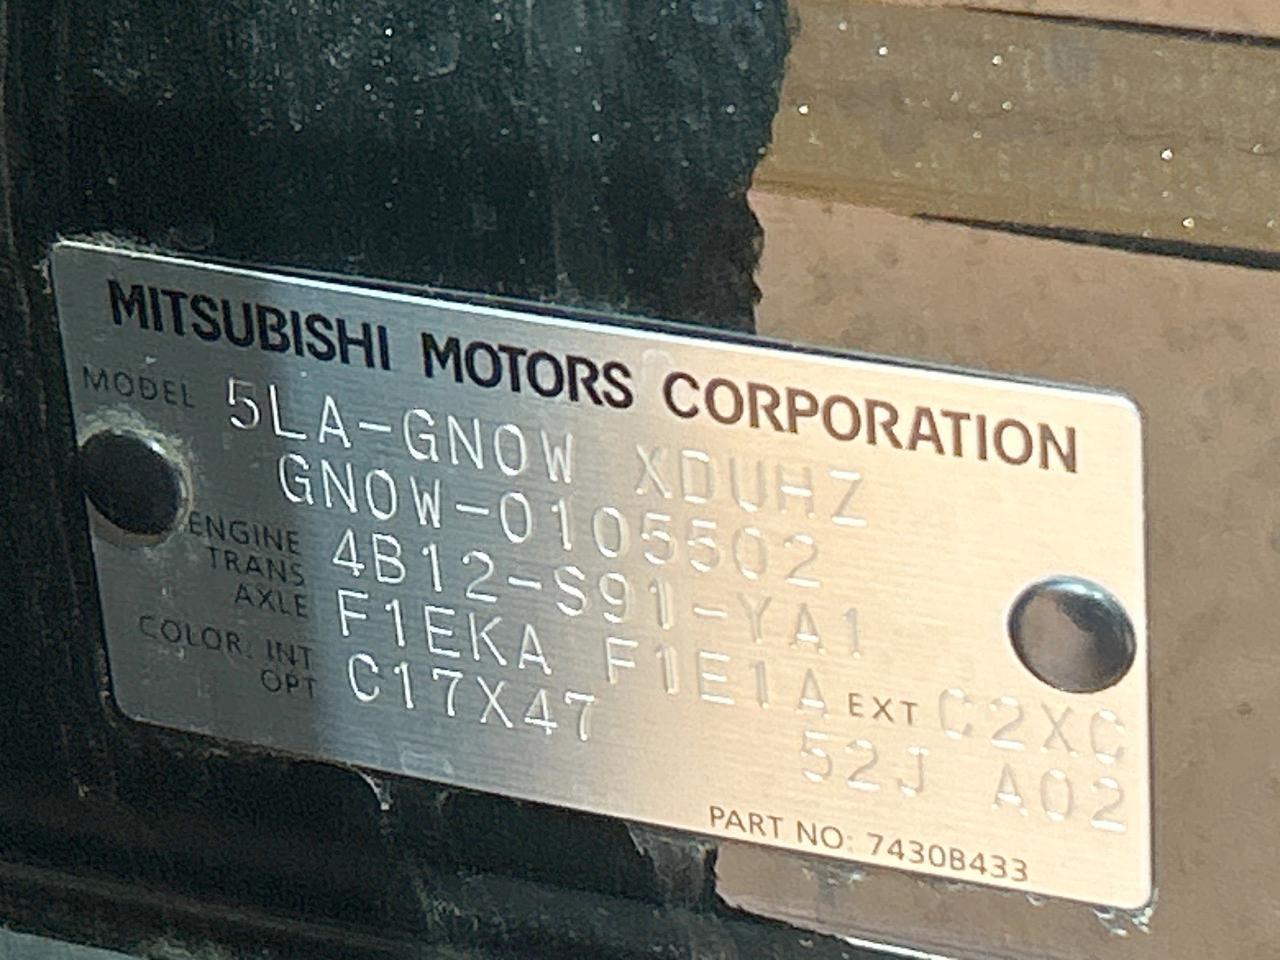 MITSUBISHI MOTORS CORPORATION
MODEL 5LA-GN0W XDUHZ
GN0W-0105502
ENGINE 4B12-S91-YA1
TRANS
AXLE F1EKA F1E1A
COLOR, INT C17X47 EXT C2XC
OPT 52J A02
PART NO: 7430B433